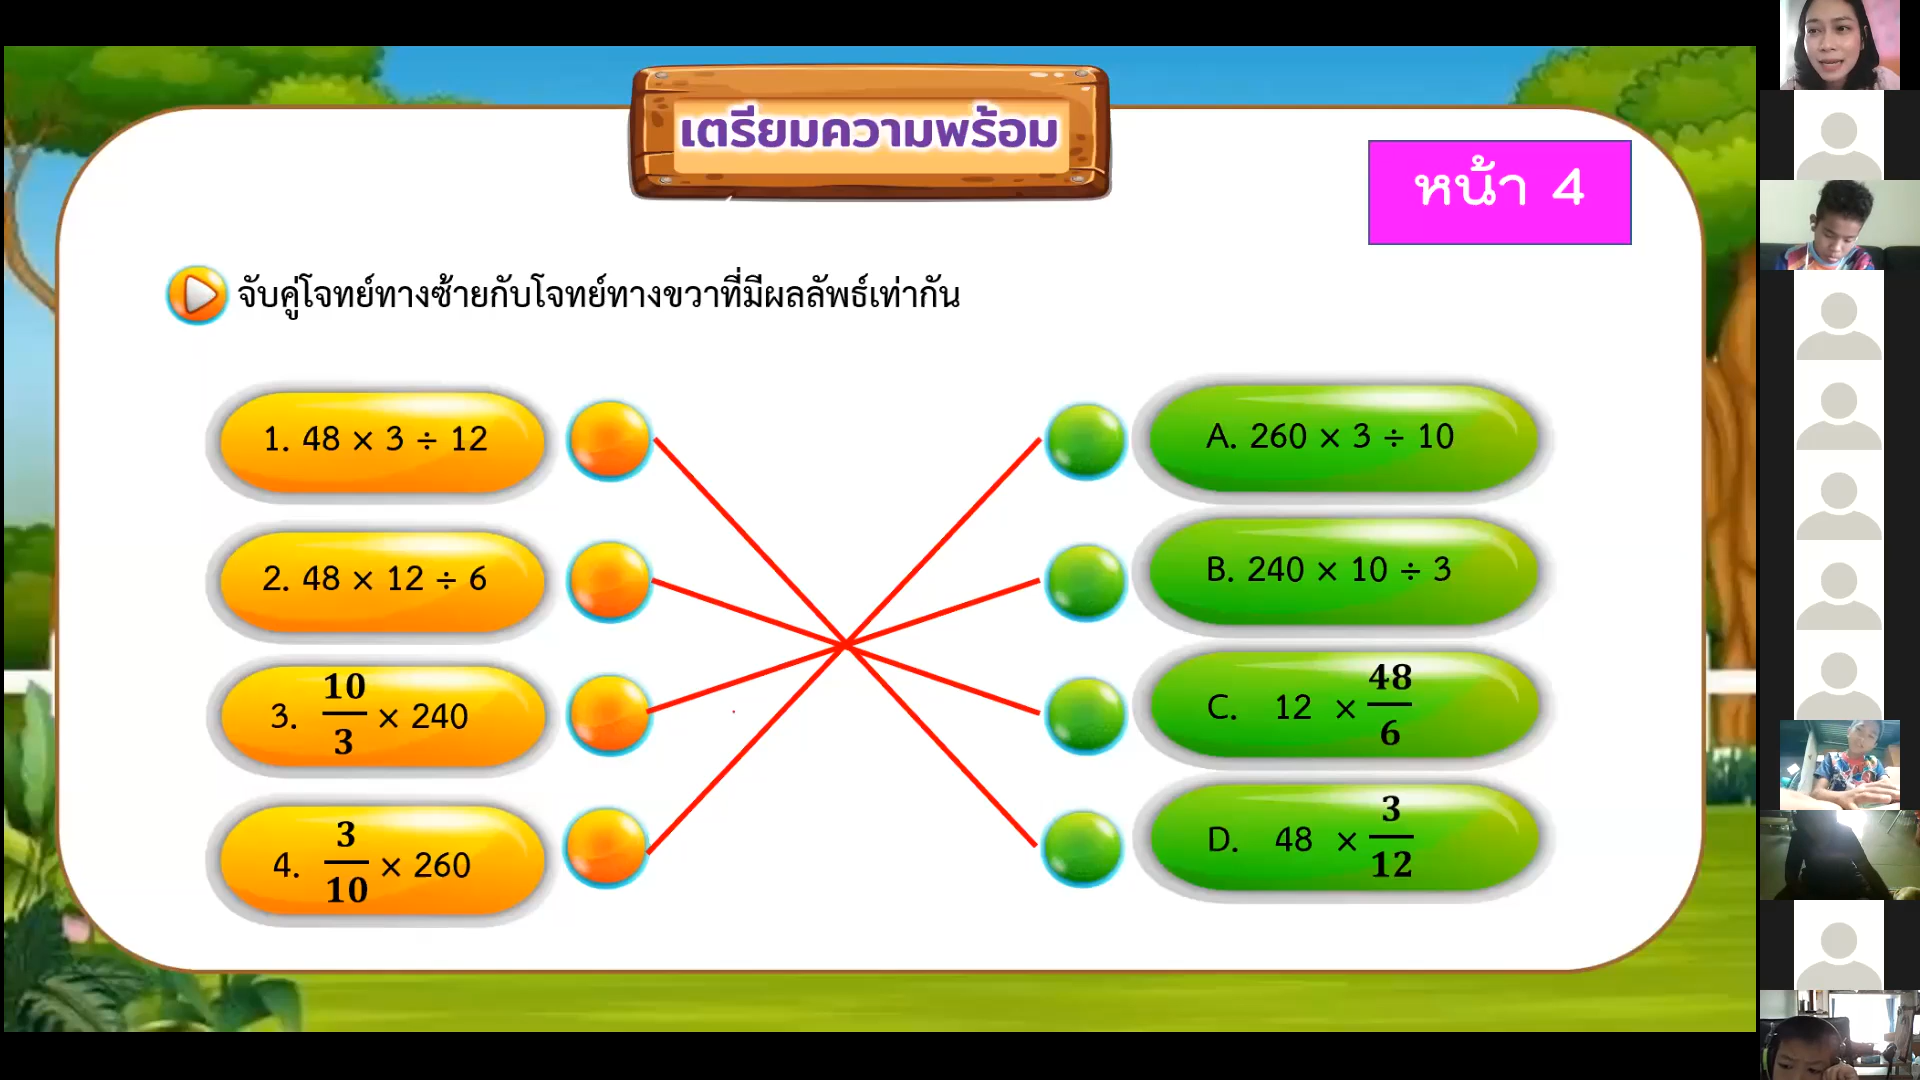 เตรียมความพร้อม
หน้า 4
จับคู่โจทย์ทางซ้ายกับโจทย์ทางขวาที่มีผลลัพธ์เท่ากัน
1. 48 × 3 ÷ 12
2. 48 × 12 ÷ 6
3. 10/3 × 240
4. 3/10 × 260
A. 260 × 3 ÷ 10
B. 240 × 10 ÷ 3
C. 12 × 48/6
D. 48 × 3/12